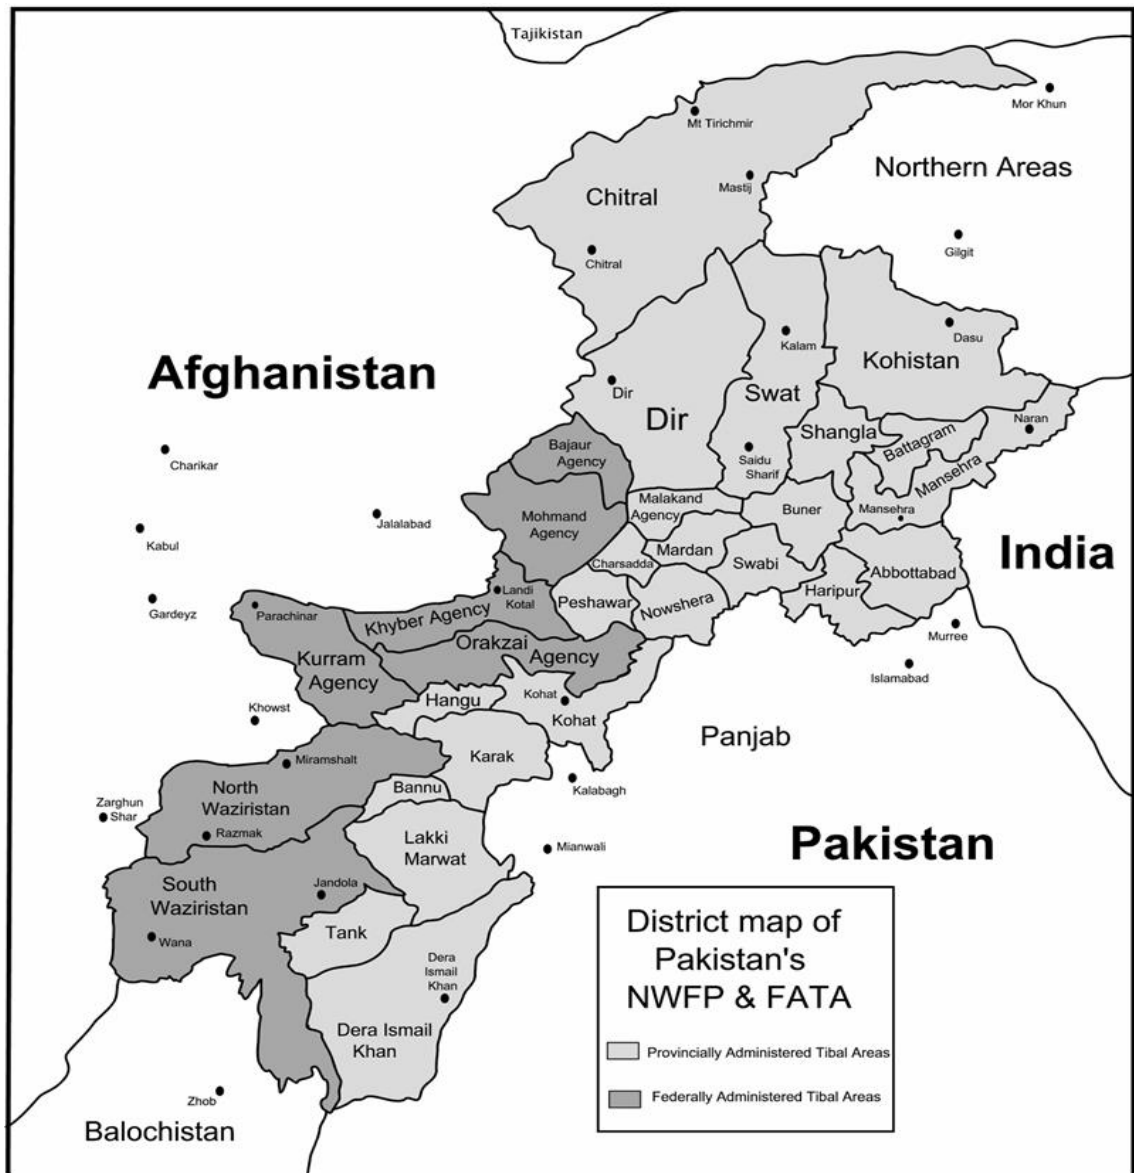 Tajikistan
Mor Khun
Mt Tirichmir
Northern Areas
Mastij
Chitral
Gilgit
Chitral
Dasu
Kalam
Kohistan
Afghanistan
Dir
Swat
Dir
Naran
Shangla
Battagram
Bajaur
Agency
Saidu
Sharif
Charikar
Mansehra
Malakand
Agency
Buner
Mansehra
Mohmand
Agency
Jalalabad
Kabul
Mardan
India
Charsadda
Swabi
Abbottabad
Landi
Kotal
Haripur
Peshawar
Nowshera
Gardeyz
Parachinar
Khyber Agency
Murree
Orakzai
Agency
Kurram
Agency
Islamabad
Hangu
Kohat
Khowst
Kohat
Panjab
Karak
Miramshalt
Bannu
Kalabagh
North
Waziristan
Zarghun
Shar
Razmak
Lakki
Marwat
Mianwali
Pakistan
South
Waziristan
Jandola
Tank
Wana
Dera
Ismail
Khan
District map of
Pakistan's
NWFP & FATA
Dera Ismail
Khan
Provincially Administered Tibal Areas
Federally Administered Tibal Areas
Zhob
Balochistan